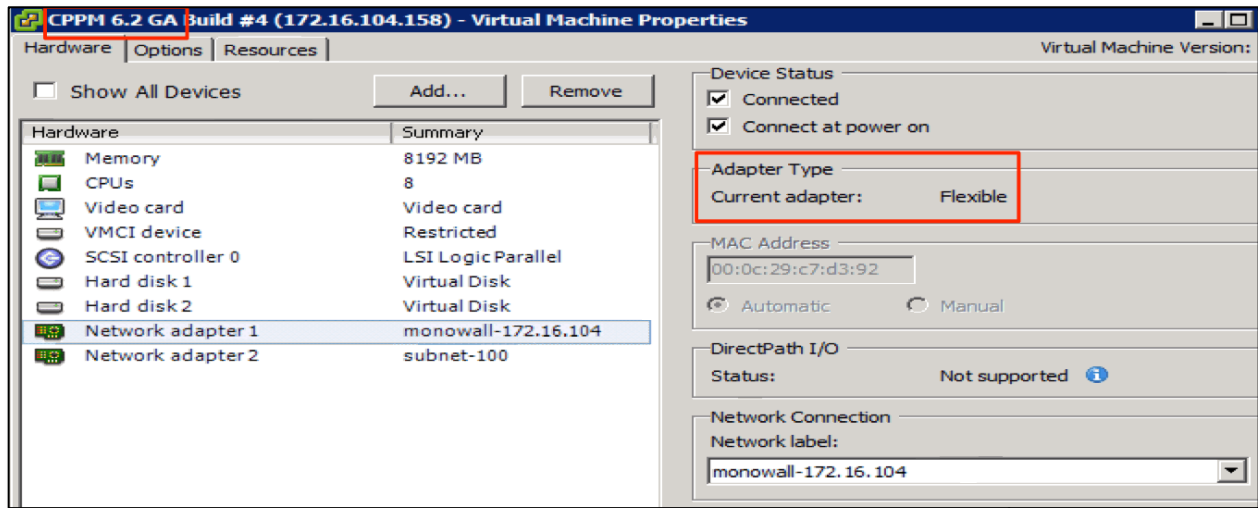 CPPM 6.2 GA Build #4 (172.16.104.158) - Virtual Machine Properties
Hardware Options Resources
Virtual Machine Version:
Show All Devices
Add...
Remove
Hardware Summary
Memory 8192 MB
CPUs 8
Video card Video card
VMCI device Restricted
SCSI controller 0 LSI Logic Parallel
Hard disk 1 Virtual Disk
Hard disk 2 Virtual Disk
Network adapter 1 monowall-172.16.104
Network adapter 2 subnet-100
Device Status
Connected
Connect at power on
Adapter Type
Current adapter: Flexible
MAC Address
00:0c:29:c7:d3:92
Automatic Manual
DirectPath I/O
Status: Not supported
Network Connection
Network label:
monowall-172.16.104